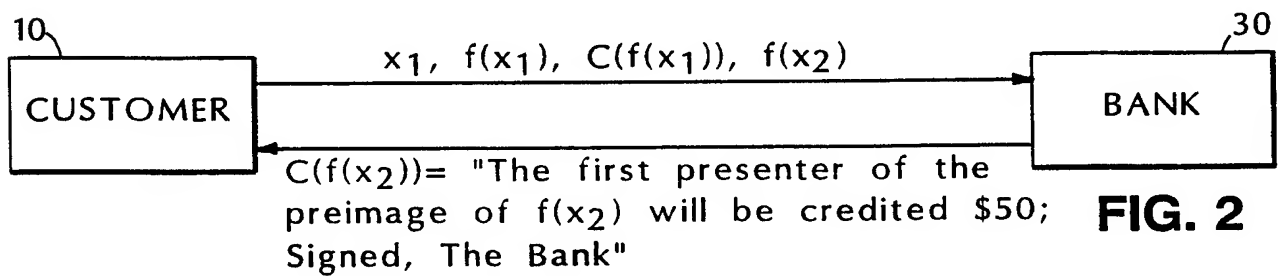 10
30
x1, f(x1), C(f(x1)), f(x2)
CUSTOMER
BANK
C(f(x2))= "The first presenter of the
preimage of f(x2) will be credited $50;
Signed, The Bank"
FIG. 2